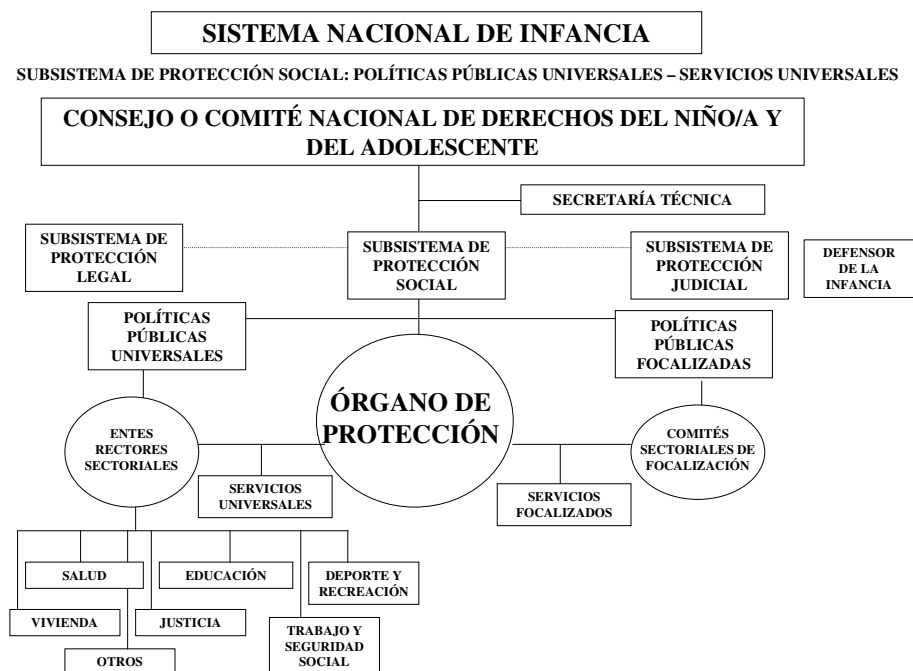 SISTEMA NACIONAL DE INFANCIA
SUBSISTEMA DE PROTECCIÓN SOCIAL: POLÍTICAS PÚBLICAS UNIVERSALES – SERVICIOS UNIVERSALES
CONSEJO O COMITÉ NACIONAL DE DERECHOS DEL NIÑO/A Y
DEL ADOLESCENTE
SECRETARÍA TÉCNICA
SUBSISTEMA DE
PROTECCIÓN
LEGAL
SUBSISTEMA DE
PROTECCIÓN
SOCIAL
SUBSISTEMA DE
PROTECCIÓN
JUDICIAL
DEFENSOR
DE LA
INFANCIA
POLÍTICAS
PÚBLICAS
UNIVERSALES
POLÍTICAS
PÚBLICAS
FOCALIZADAS
ÓRGANO DE
PROTECCIÓN
ENTES
RECTORES
SECTORIALES
COMITÉS
SECTORIALES DE
FOCALIZACIÓN
SERVICIOS
UNIVERSALES
SERVICIOS
FOCALIZADOS
SALUD
EDUCACIÓN
DEPORTE Y
RECREACIÓN
VIVIENDA
JUSTICIA
TRABAJO Y
SEGURIDAD
SOCIAL
OTROS